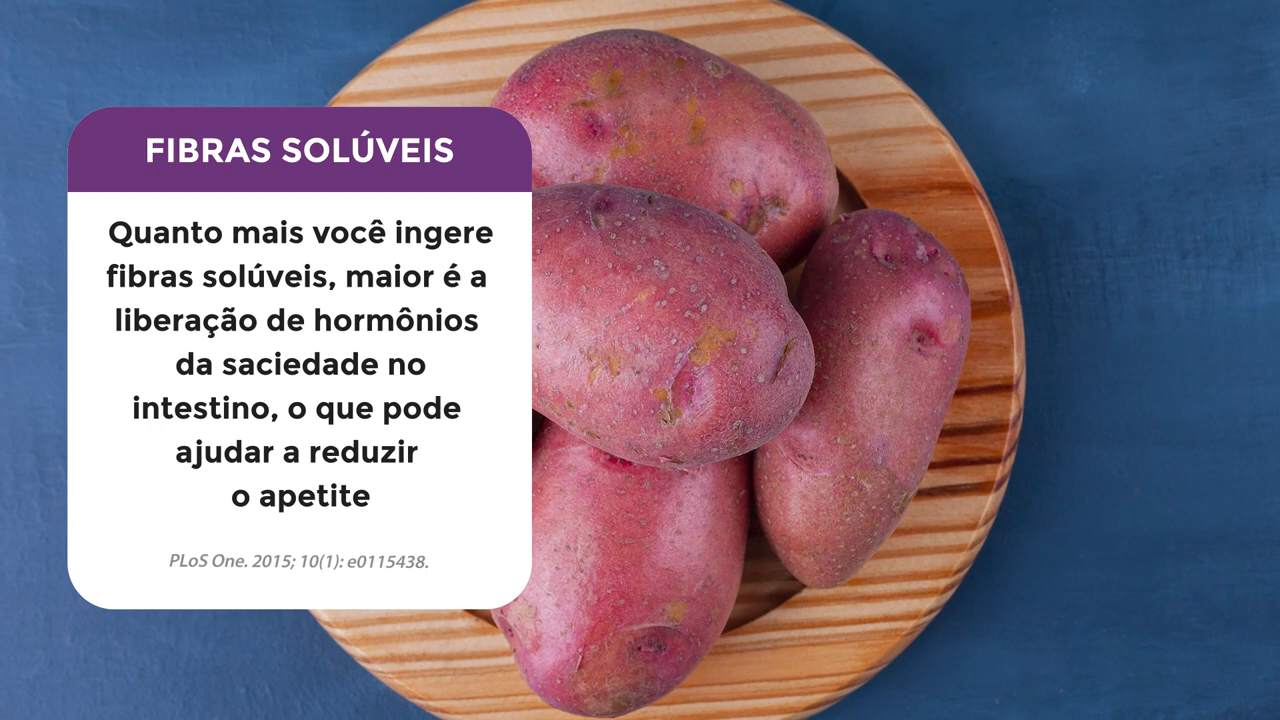 FIBRAS SOLÚVEIS
Quanto mais você ingere
fibras solúveis, maior é a
liberação de hormônios
da saciedade no
intestino, o que pode
ajudar a reduzir
o apetite
PLoS One. 2015; 10(1): e0115438.